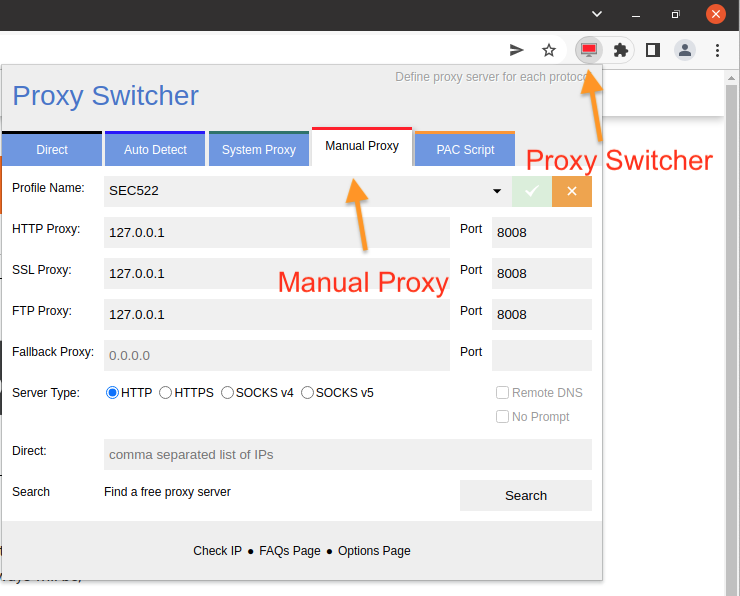 Define proxy server for each protoco
Proxy Switcher
Direct
Auto Detect
System Proxy
Manual Proxy
PAC Script
Proxy Switcher
Profile Name:
SEC522
HTTP Proxy:
127.0.0.1
Port
8008
SSL Proxy:
127.0.0.1
Port
8008
Manual Proxy
FTP Proxy:
127.0.0.1
Port
8008
Fallback Proxy:
0.0.0.0
Port
Server Type:
HTTP
HTTPS
SOCKS v4
SOCKS v5
Remote DNS
No Prompt
Direct:
comma separated list of IPs
Search
Find a free proxy server
Search
Check IP ● FAQs Page ● Options Page